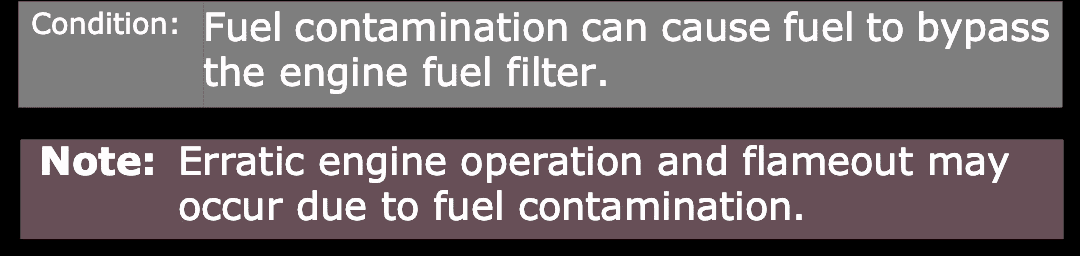 Condition: Fuel contamination can cause fuel to bypass
the engine fuel filter.
Note: Erratic engine operation and flameout may
occur due to fuel contamination.